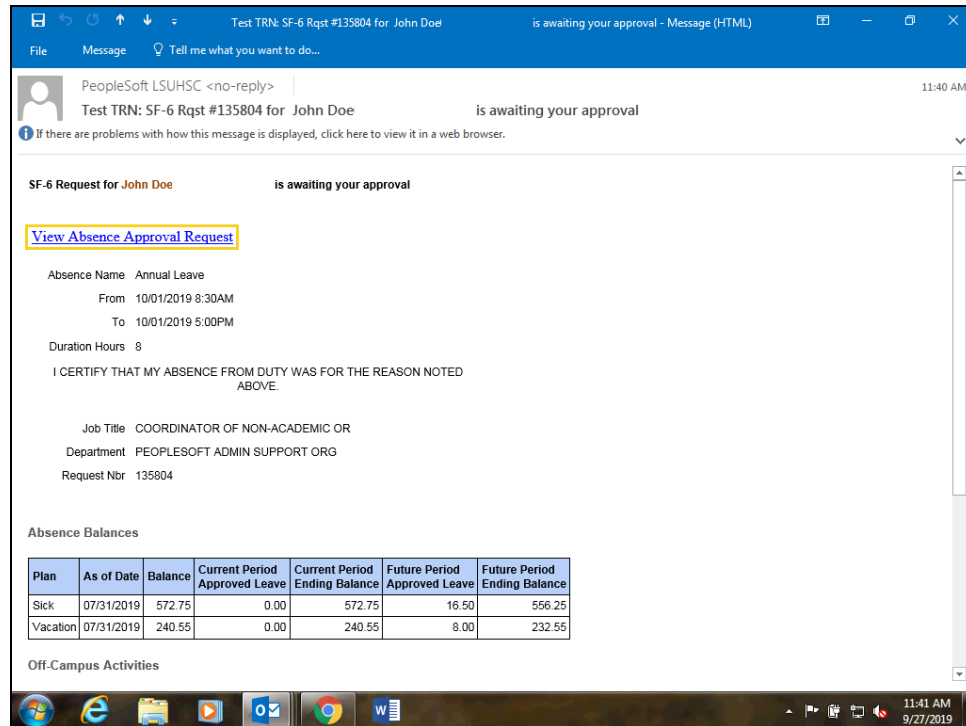 Test TRN: SF-6 Rqst #135804 for John Doe is awaiting your approval - Message (HTML)
File Message Tell me what you want to do...
PeopleSoft LSUHSC <no-reply>
11:40 AM
Test TRN: SF-6 Rqst #135804 for John Doe is awaiting your approval
If there are problems with how this message is displayed, click here to view it in a web browser.
SF-6 Request for John Doe is awaiting your approval
View Absence Approval Request
Absence Name Annual Leave
From 10/01/2019 8:30AM
To 10/01/2019 5:00PM
Duration Hours 8
I CERTIFY THAT MY ABSENCE FROM DUTY WAS FOR THE REASON NOTED
ABOVE.
Job Title COORDINATOR OF NON-ACADEMIC OR
Department PEOPLESOFT ADMIN SUPPORT ORG
Request Nbr 135804
Absence Balances
Plan As of Date Balance Current Period Approved Leave Current Period Ending Balance Future Period Approved Leave Future Period Ending Balance
Sick 07/31/2019 572.75 0.00 572.75 16.50 556.25
Vacation 07/31/2019 240.55 0.00 240.55 8.00 232.55
Off-Campus Activities
11:41 AM
9/27/2019